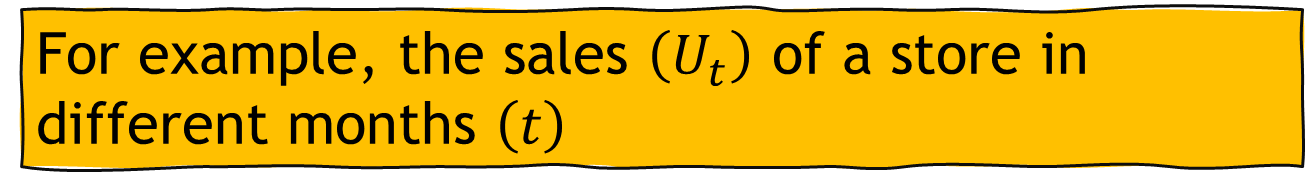 For example, the sales (U_t) of a store in
different months (t)